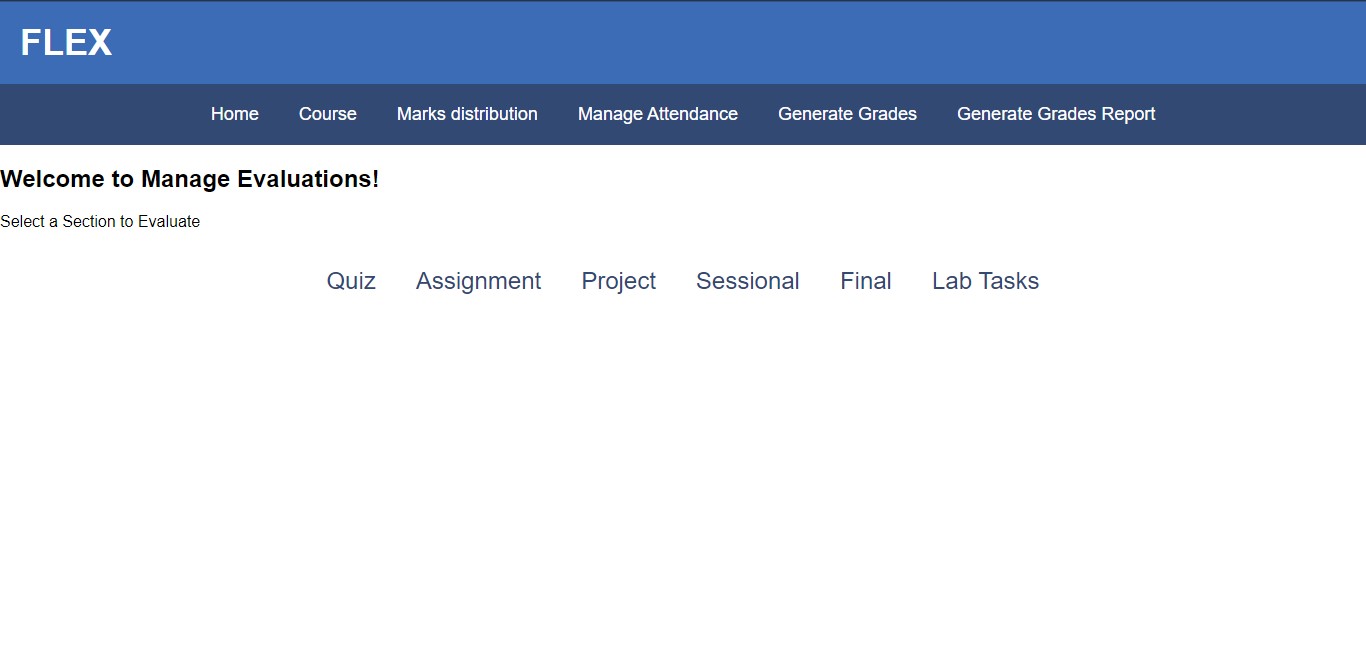 FLEX
Home Course Marks distribution Manage Attendance Generate Grades Generate Grades Report
Welcome to Manage Evaluations!
Select a Section to Evaluate
Quiz Assignment Project Sessional Final Lab Tasks